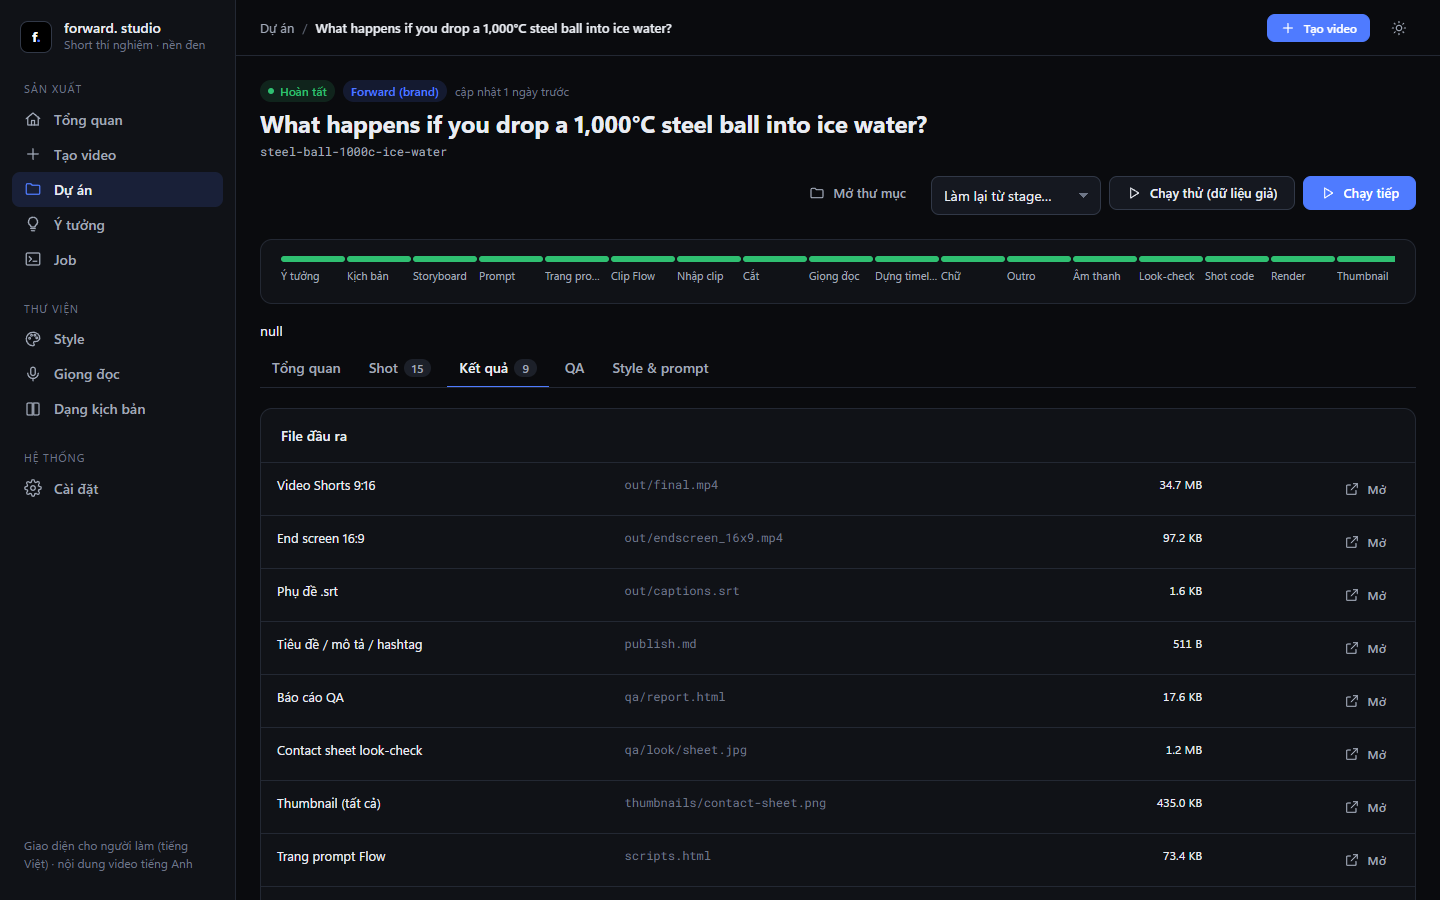 f.
forward. studio
Short thí nghiệm · nền đen
SẢN XUẤT
Tổng quan
Tạo video
Dự án
Ý tưởng
Job
THƯ VIỆN
Style
Giọng đọc
Dạng kịch bản
HỆ THỐNG
Cài đặt
Giao diện cho người làm (tiếng
Việt) · nội dung video tiếng Anh
Dự án / What happens if you drop a 1,000°C steel ball into ice water?
Tạo video
Hoàn tất
Forward (brand)
cập nhật 1 ngày trước
What happens if you drop a 1,000°C steel ball into ice water?
steel-ball-1000c-ice-water
Mở thư mục
Làm lại từ stage...
Chạy thử (dữ liệu giả)
Chạy tiếp
Ý tưởng Kịch bản Storyboard Prompt Trang pro... Clip Flow Nhập clip Cắt Giọng đọc Dựng timel... Chữ Outro Âm thanh Look-check Shot code Render Thumbnail
null
Tổng quan Shot 15 Kết quả 9 QA Style & prompt
File đầu ra
Video Shorts 9:16 out/final.mp4 34.7 MB Mở
End screen 16:9 out/endscreen_16x9.mp4 97.2 KB Mở
Phụ đề .srt out/captions.srt 1.6 KB Mở
Tiêu đề / mô tả / hashtag publish.md 511 B Mở
Báo cáo QA qa/report.html 17.6 KB Mở
Contact sheet look-check qa/look/sheet.jpg 1.2 MB Mở
Thumbnail (tất cả) thumbnails/contact-sheet.png 435.0 KB Mở
Trang prompt Flow scripts.html 73.4 KB Mở